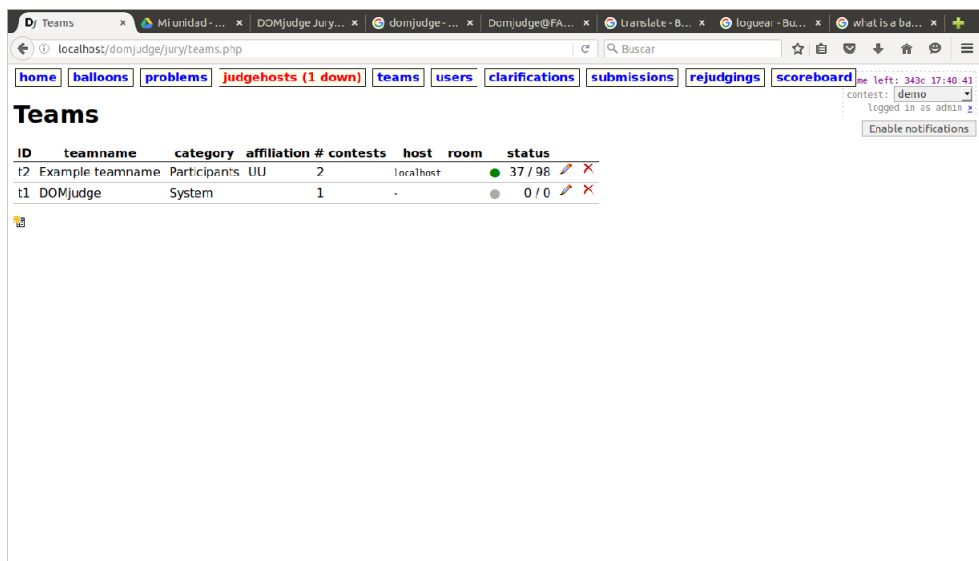 Dj Teams × Mi unidad - ... × DOMjudge Jury... × domjudge - ... × Domjudge@FA... × translate - B... × loguear - Bu... × what is a ba... ×
localhost/domjudge/jury/teams.php Buscar
home balloons problems judgehosts (1 down) teams users clarifications submissions rejudgings scoreboard me left: 343d 17:40:41
contest: demo
logged in as admin
Enable notifications
Teams
ID teamname category affiliation # contests host room status
t2 Example teamname Participants UU 2 localhost 37 / 98
t1 DOMjudge System 1 - 0 / 0